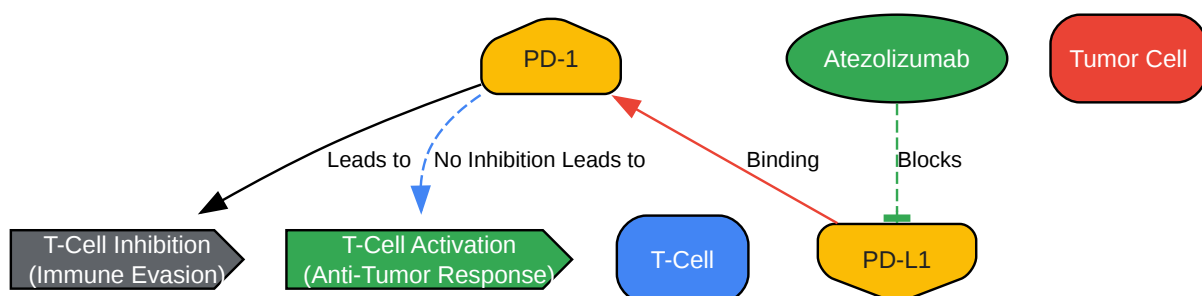 PD-1
Atezolizumab
Tumor Cell
Leads to
No Inhibition Leads to
Binding
Blocks
T-Cell Inhibition
(Immune Evasion)
T-Cell Activation
(Anti-Tumor Response)
T-Cell
PD-L1